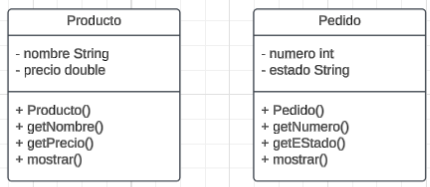 Producto
- nombre String
- precio double
+ Producto()
+ getNombre()
+ getPrecio()
+ mostrar()
Pedido
- numero int
- estado String
+ Pedido()
+ getNumero()
+ getEStado()
+ mostrar()